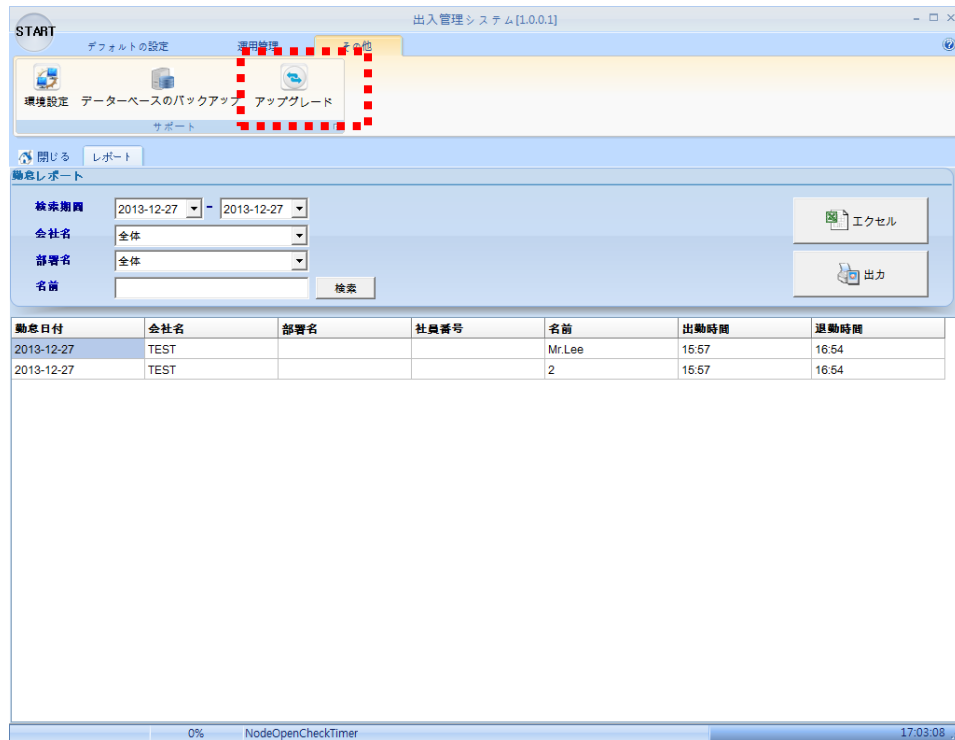 出入管理システム[1.0.0.1]
START
デフォルトの設定 運用管理 その他
環境設定 データーベースのバックアップ アップグレード
サポート
閉じる レポート
勤怠レポート
検索期間 2013-12-27 - 2013-12-27
エクセル
会社名 全体
部署名 全体
出力
名前 検索
勤怠日付 会社名 部署名 社員番号 名前 出勤時間 退勤時間
2013-12-27 TEST Mr.Lee 15:57 16:54
2013-12-27 TEST 2 15:57 16:54
0% NodeOpenCheckTimer 17:03:08